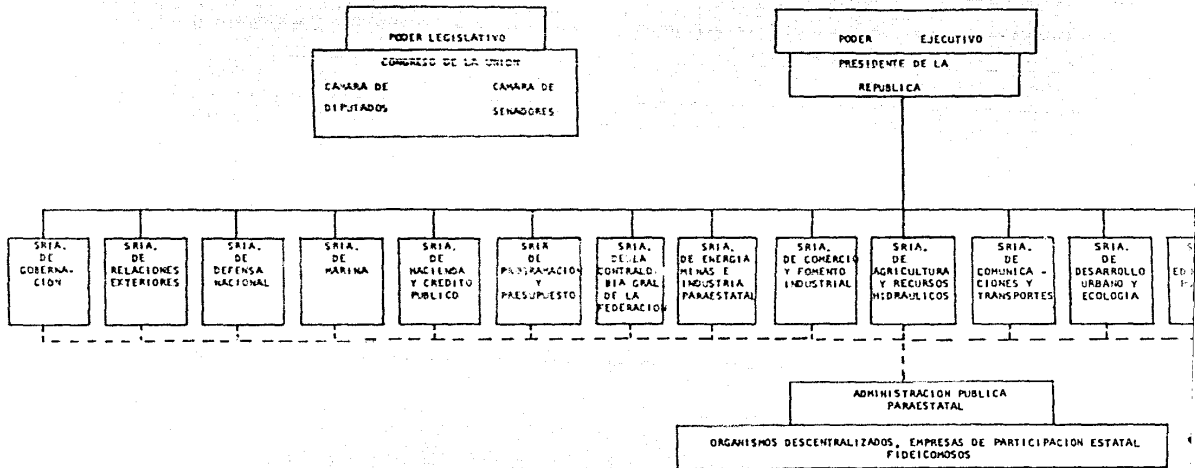 PODER LEGISLATIVO
CONGRESO DE LA UNION
CAMARA DE
DIPUTADOS
CAMARA DE
SENADORES
PODER EJECUTIVO
PRESIDENTE DE LA
REPUBLICA
SRIA.
DE
GOBERNA-
CION
SRIA.
DE
RELACIONES
EXTERIORES
SRIA.
DE
DEFENSA
NACIONAL
SRIA.
DE
MARINA
SRIA.
DE
HACIENDA
Y CREDITO
PUBLICO
SRIA
DE
PROGRAMACION
Y
PRESUPUESTO
SRIA.
DE LA
CONTRALO-
RIA GRAL
DE LA
FEDERACION
SRIA.
DE ENERGIA
MINAS E
INDUSTRIA
PARAESTATAL
SRIA.
DE COMERCIO
Y FOMENTO
INDUSTRIAL
SRIA.
DE
AGRICULTURA
Y RECURSOS
HIDRAULICOS
SRIA.
DE
COMUNICA -
CIONES Y
TRANSPORTES
SRIA.
DE
DESARROLLO
URBANO Y
ECOLOGIA
S
ED
ADMINISTRACION PUBLICA
PARAESTATAL
ORGANISMOS DESCENTRALIZADOS, EMPRESAS DE PARTICIPACION ESTATAL
FIDEICOMOSOS